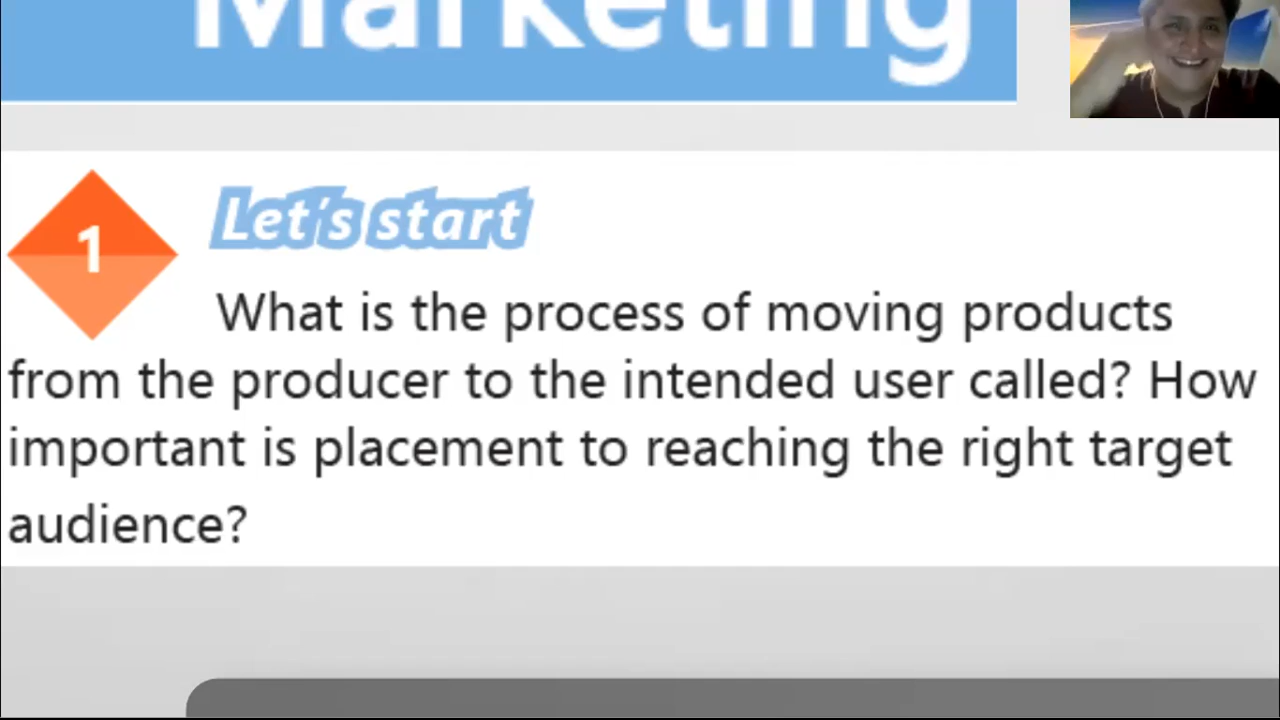 Marketing
1
Let's start
What is the process of moving products
from the producer to the intended user called? How
important is placement to reaching the right target
audience?